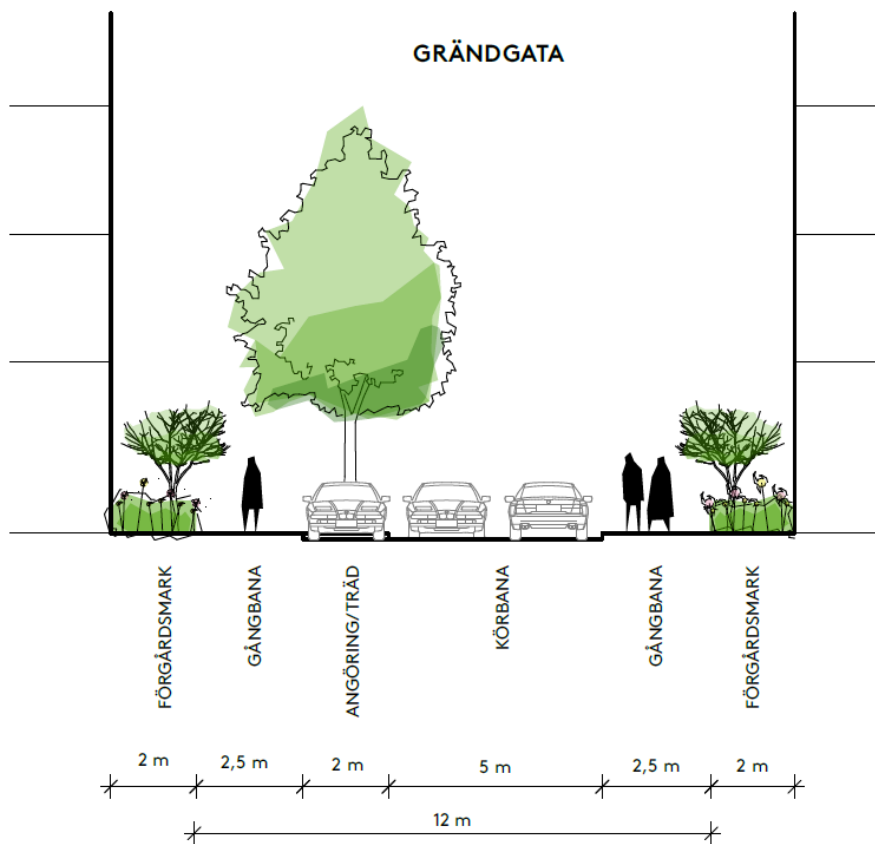 GRÄNDGATA
FÖRGÅRDSMARK
GÅNGBANA
ANGÖRING/TRÄD
KÖRBANA
GÅNGBANA
FÖRGÅRDSMARK
2 m
2,5 m
2 m
5 m
2,5 m
2 m
12 m